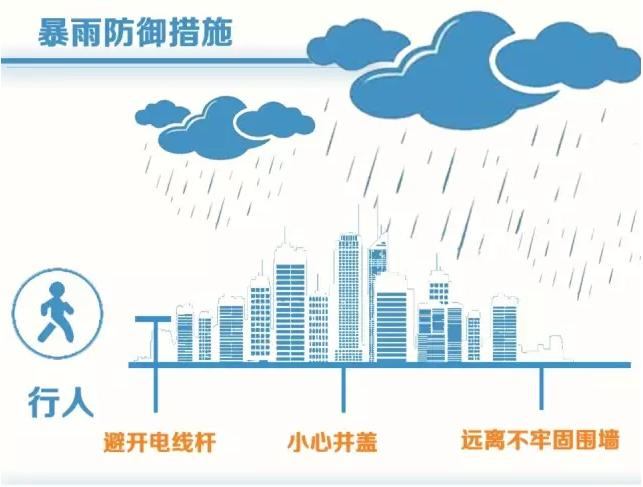 暴雨防御措施
行人
避开电线杆
小心井盖
远离不牢固围墙